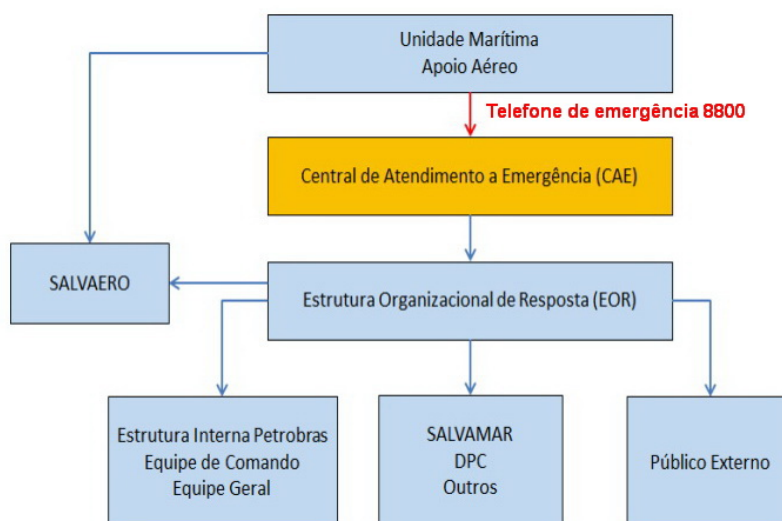 Unidade Marítima
Apoio Aéreo
Telefone de emergência 8800
Central de Atendimento a Emergência (CAE)
SALVAERO
Estrutura Organizacional de Resposta (EOR)
Estrutura Interna Petrobras
Equipe de Comando
Equipe Geral
SALVAMAR
DPC
Outros
Público Externo